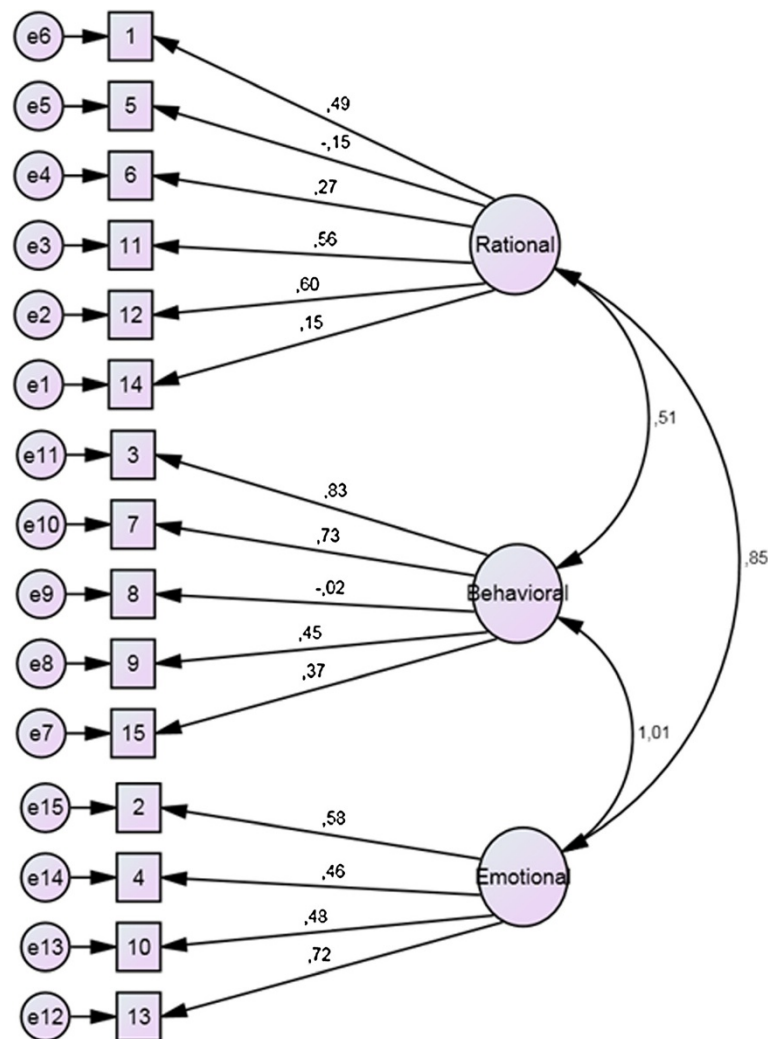 e6 1
,49
e5 5
-,15
e4 6
,27
e3 11
,56
Rational
e2 12
,60
e1 14
,15
,51
e11 3
,83
e10 7
,73
,85
e9 8
-,02
Behavioral
e8 9
,45
e7 15
,37
1,01
e15 2
,58
e14 4
,46
Emotional
e13 10
,48
e12 13
,72